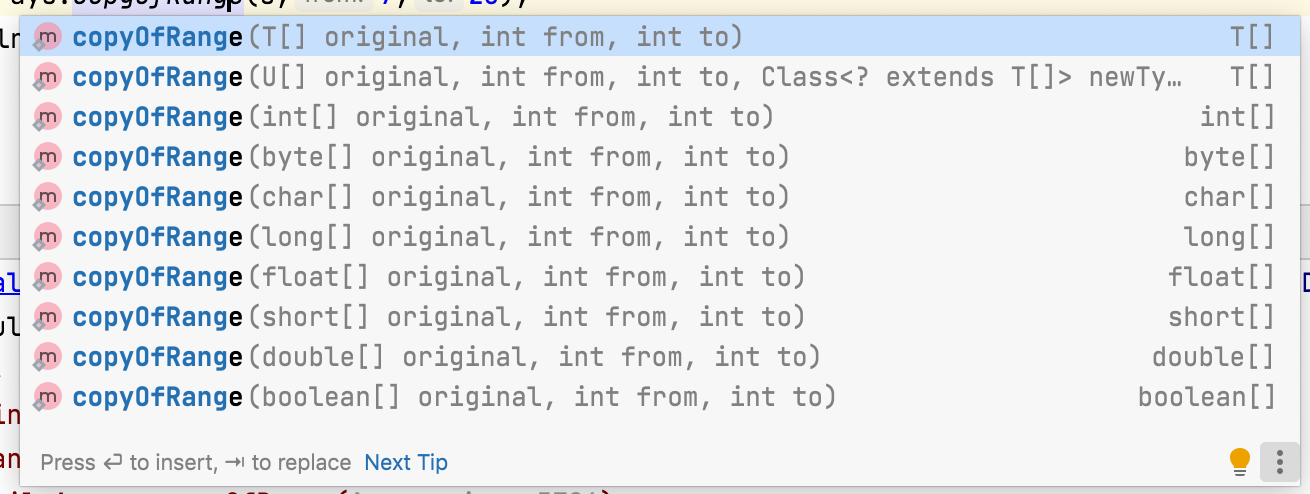 copyOfRange(T[] original, int from, int to) T[]
copyOfRange(U[] original, int from, int to, Class<? extends T[]> newTy… T[]
copyOfRange(int[] original, int from, int to) int[]
copyOfRange(byte[] original, int from, int to) byte[]
copyOfRange(char[] original, int from, int to) char[]
copyOfRange(long[] original, int from, int to) long[]
copyOfRange(float[] original, int from, int to) float[]
copyOfRange(short[] original, int from, int to) short[]
copyOfRange(double[] original, int from, int to) double[]
copyOfRange(boolean[] original, int from, int to) boolean[]
Press ⏎ to insert, ⇥ to replace Next Tip